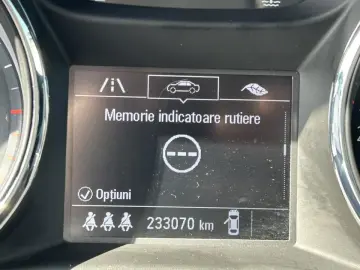 Memorie indicatoare rutiere
---
Opțiuni
233070 km